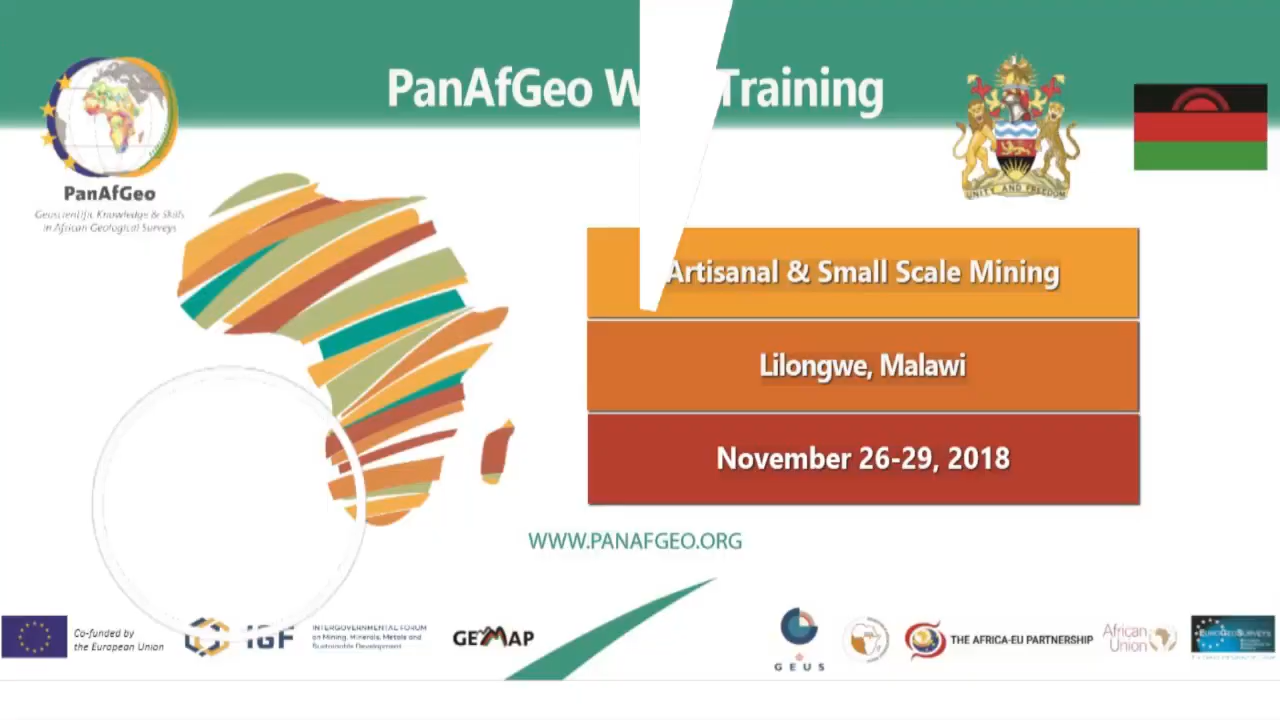 PanAfGeo W Training
PanAfGeo
Geoscientific Knowledge & Skills
in African Geological Surveys
UNITY AND FREEDOM
Artisanal & Small Scale Mining
Lilongwe, Malawi
November 26-29, 2018
WWW.PANAFGEO.ORG
Co-funded by
the European Union
IGF
INTERGOVERNMENTAL FORUM
on Mining, Minerals, Metals and
Sustainable Development
GEMAP
GEUS
THE AFRICA-EU PARTNERSHIP
African
Union
EUROGEOSURVEYS